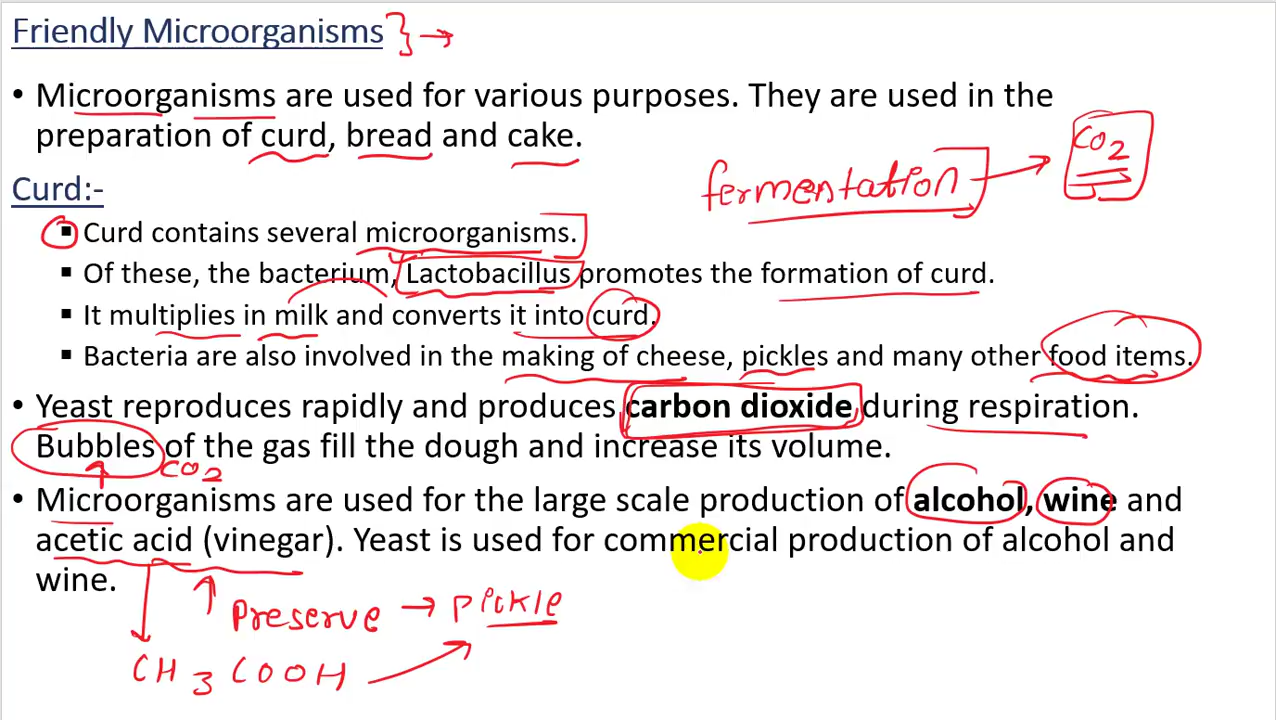 Friendly Microorganisms } →
• Microorganisms are used for various purposes. They are used in the
preparation of curd, bread and cake.
fermentation → CO2
Curd:-
▪ Curd contains several microorganisms.
▪ Of these, the bacterium, Lactobacillus promotes the formation of curd.
▪ It multiplies in milk and converts it into curd.
▪ Bacteria are also involved in the making of cheese, pickles and many other food items.
• Yeast reproduces rapidly and produces carbon dioxide during respiration.
Bubbles of the gas fill the dough and increase its volume.
CO2
• Microorganisms are used for the large scale production of alcohol, wine and
acetic acid (vinegar). Yeast is used for commercial production of alcohol and
wine.
Preserve → Pickle
CH3COOH